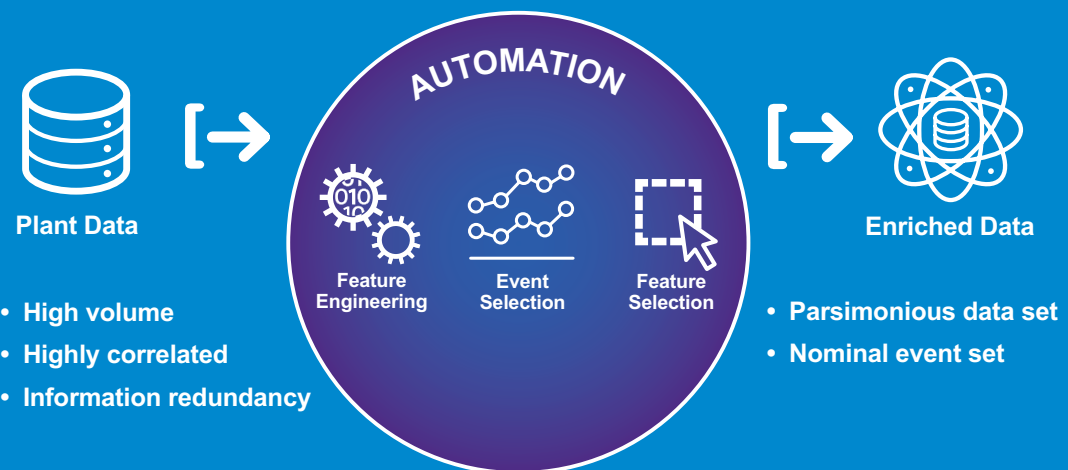 AUTOMATION
Plant Data
• High volume
• Highly correlated
• Information redundancy
010
Feature
Engineering
Event
Selection
Feature
Selection
Enriched Data
• Parsimonious data set
• Nominal event set